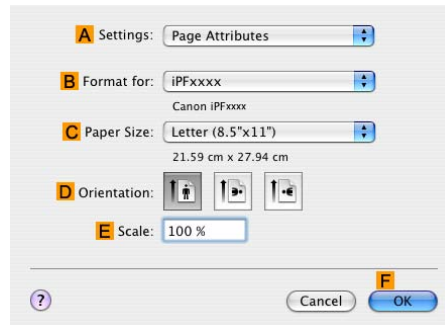 A Settings: Page Attributes
B Format for: iPFxxxx
Canon iPFxxxx
C Paper Size: Letter (8.5"x11")
21.59 cm x 27.94 cm
D Orientation:
E Scale: 100 %
F
? Cancel OK